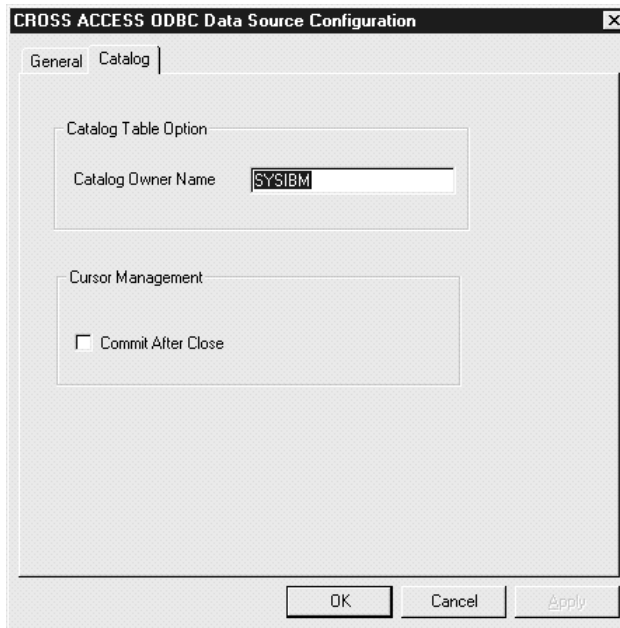 CROSS ACCESS ODBC Data Source Configuration
General Catalog
Catalog Table Option
Catalog Owner Name SYSIBM
Cursor Management
Commit After Close
OK Cancel Apply